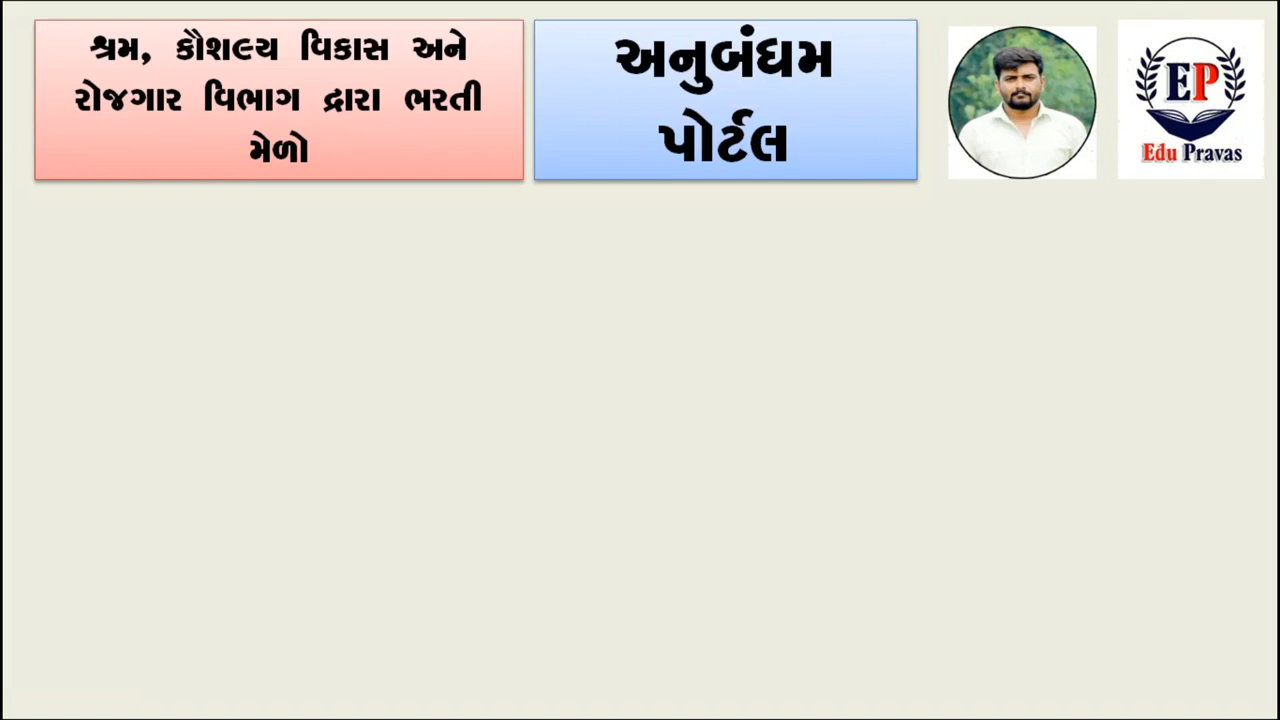 શ્રમ, કૌશલ્ય વિકાસ અને
રોજગાર વિભાગ દ્વારા ભરતી
મેળો
અનુબંધમ
પોર્ટલ
EP
Edu Pravas